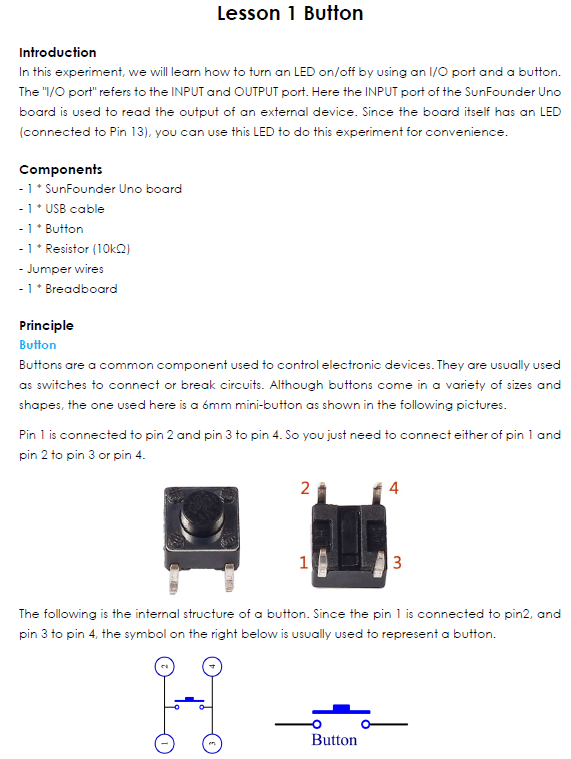 Lesson 1 Button
Introduction
In this experiment, we will learn how to turn an LED on/off by using an I/O port and a button.
The "I/O port" refers to the INPUT and OUTPUT port. Here the INPUT port of the SunFounder Uno
board is used to read the output of an external device. Since the board itself has an LED
(connected to Pin 13), you can use this LED to do this experiment for convenience.
Components
- 1 * SunFounder Uno board
- 1 * USB cable
- 1 * Button
- 1 * Resistor (10kΩ)
- Jumper wires
- 1 * Breadboard
Principle
Button
Buttons are a common component used to control electronic devices. They are usually used
as switches to connect or break circuits. Although buttons come in a variety of sizes and
shapes, the one used here is a 6mm mini-button as shown in the following pictures.
Pin 1 is connected to pin 2 and pin 3 to pin 4. So you just need to connect either of pin 1 and
pin 2 to pin 3 or pin 4.
2 4
1 3
The following is the internal structure of a button. Since the pin 1 is connected to pin2, and
pin 3 to pin 4, the symbol on the right below is usually used to represent a button.
2 4
1 3
Button